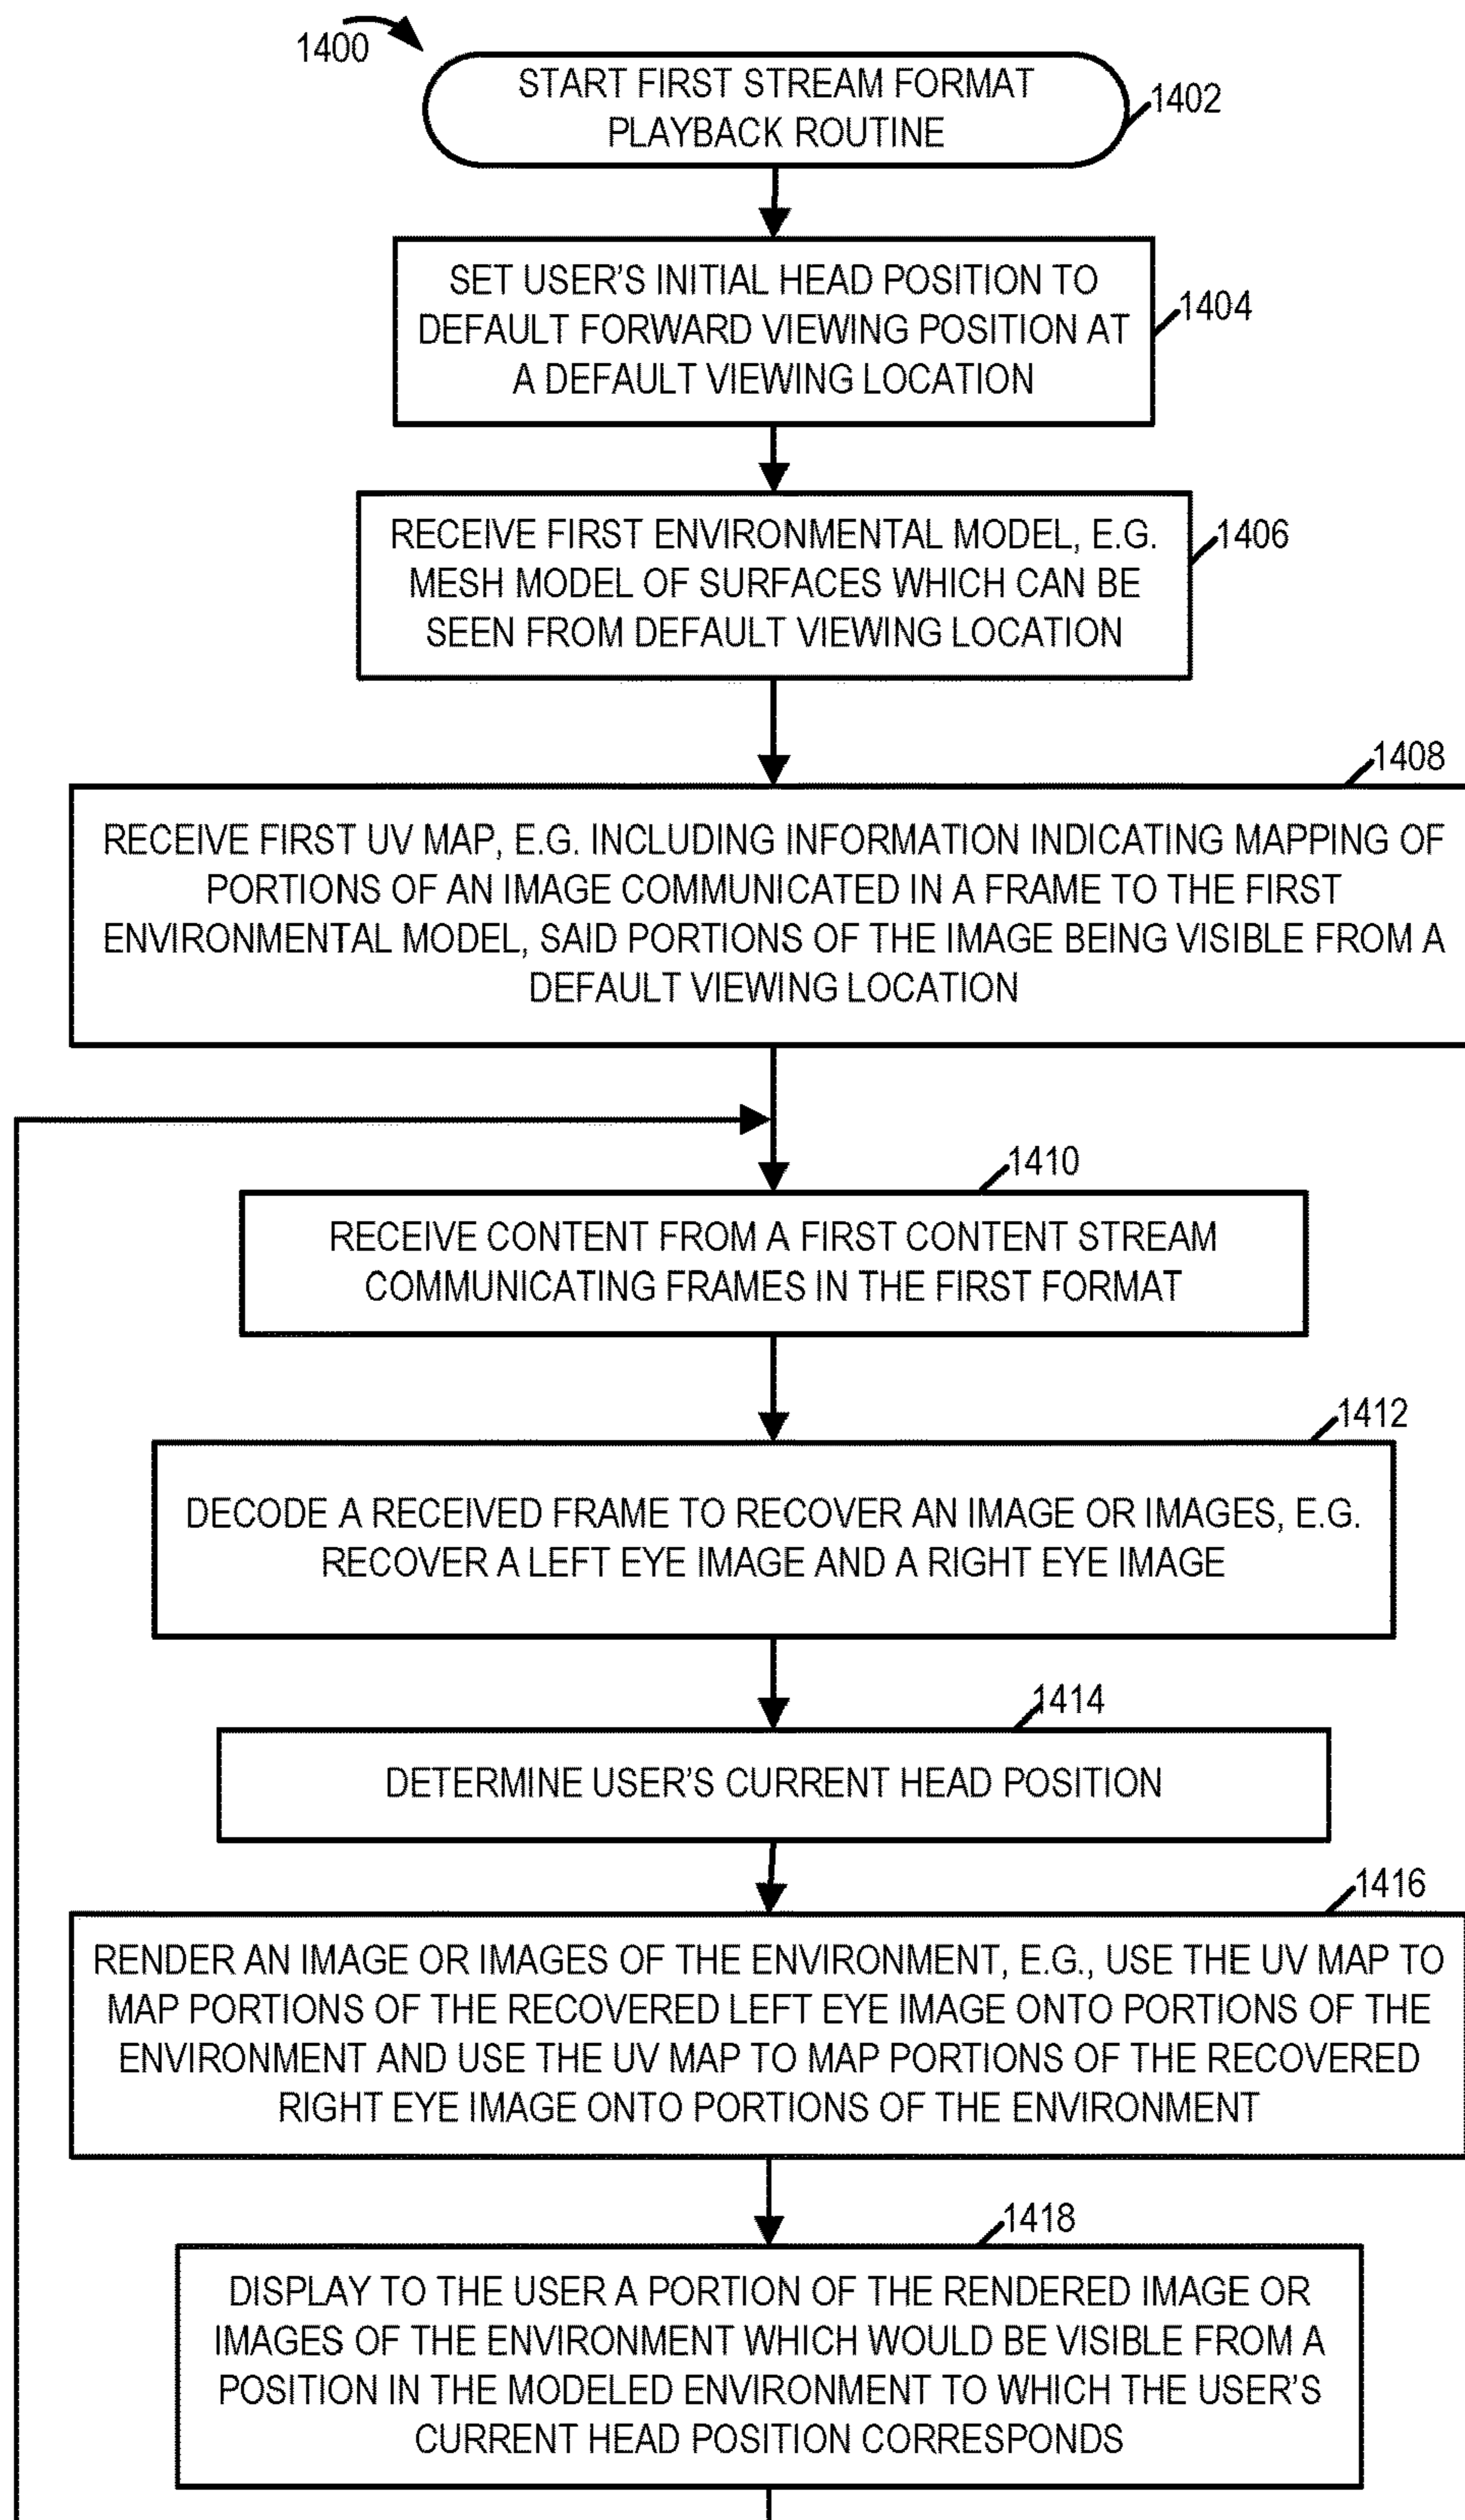 1400
START FIRST STREAM FORMAT
PLAYBACK ROUTINE
1402
SET USER'S INITIAL HEAD POSITION TO
DEFAULT FORWARD VIEWING POSITION AT
A DEFAULT VIEWING LOCATION
1404
RECEIVE FIRST ENVIRONMENTAL MODEL, E.G.
MESH MODEL OF SURFACES WHICH CAN BE
SEEN FROM DEFAULT VIEWING LOCATION
1406
1408
RECEIVE FIRST UV MAP, E.G. INCLUDING INFORMATION INDICATING MAPPING OF
PORTIONS OF AN IMAGE COMMUNICATED IN A FRAME TO THE FIRST
ENVIRONMENTAL MODEL, SAID PORTIONS OF THE IMAGE BEING VISIBLE FROM A
DEFAULT VIEWING LOCATION
1410
RECEIVE CONTENT FROM A FIRST CONTENT STREAM
COMMUNICATING FRAMES IN THE FIRST FORMAT
1412
DECODE A RECEIVED FRAME TO RECOVER AN IMAGE OR IMAGES, E.G.
RECOVER A LEFT EYE IMAGE AND A RIGHT EYE IMAGE
1414
DETERMINE USER'S CURRENT HEAD POSITION
1416
RENDER AN IMAGE OR IMAGES OF THE ENVIRONMENT, E.G., USE THE UV MAP TO
MAP PORTIONS OF THE RECOVERED LEFT EYE IMAGE ONTO PORTIONS OF THE
ENVIRONMENT AND USE THE UV MAP TO MAP PORTIONS OF THE RECOVERED
RIGHT EYE IMAGE ONTO PORTIONS OF THE ENVIRONMENT
1418
DISPLAY TO THE USER A PORTION OF THE RENDERED IMAGE OR
IMAGES OF THE ENVIRONMENT WHICH WOULD BE VISIBLE FROM A
POSITION IN THE MODELED ENVIRONMENT TO WHICH THE USER'S
CURRENT HEAD POSITION CORRESPONDS